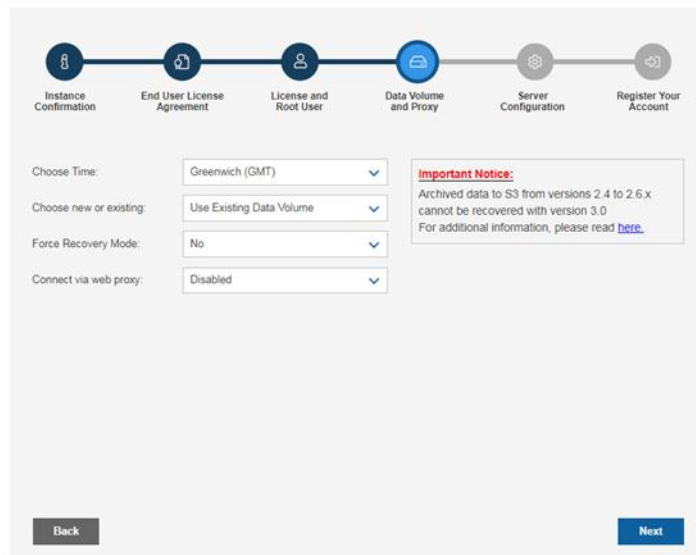 Instance
Confirmation
End User License
Agreement
License and
Root User
Data Volume
and Proxy
Server
Configuration
Register Your
Account
Choose Time:
Greenwich (GMT)
Choose new or existing:
Use Existing Data Volume
Force Recovery Mode:
No
Connect via web proxy:
Disabled
Important Notice:
Archived data to S3 from versions 2.4 to 2.6.x
cannot be recovered with version 3.0
For additional information, please read here.
Back
Next